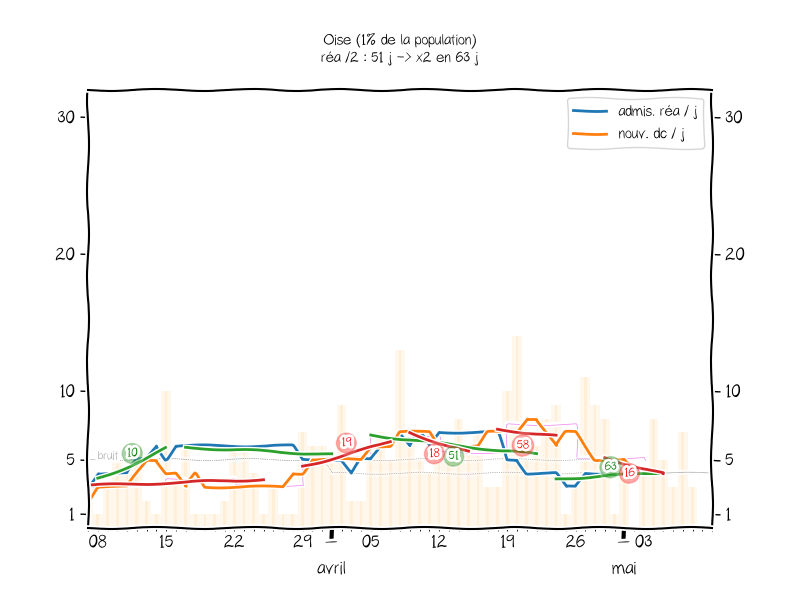 Oise (1% de la population)
réa /2 : 51 j -> x2 en 63 j
admis. réa / j
nouv. dc / j
30 30
20 20
10 10
bruit
5 5
1 1
10 19 18 51 58 63 16
08 15 22 29 05 12 19 26 03
avril mai